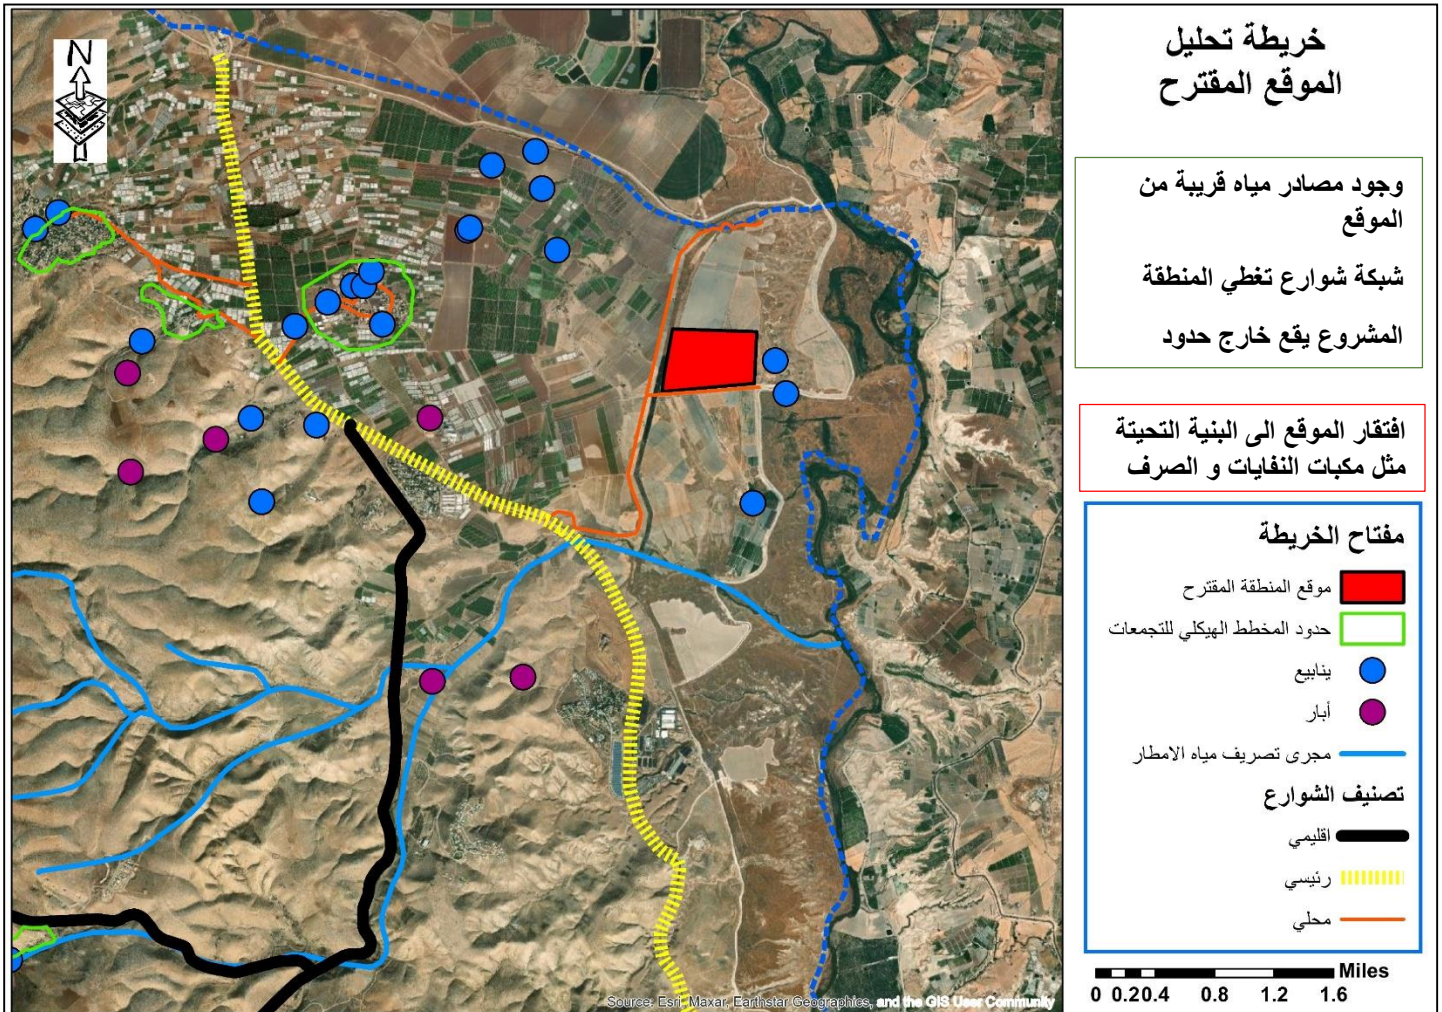 خريطة تحليل
الموقع المقترح
وجود مصادر مياه قريبة من
الموقع
شبكة شوارع تغطي المنطقة
المشروع يقع خارج حدود
افتقار الموقع الى البنية التحيتة
مثل مكبات النفايات و الصرف
مفتاح الخريطة
موقع المنطقة المقترح
حدود المخطط الهيكلي للتجمعات
ينابيع
أبار
مجرى تصريف مياه الامطار
تصنيف الشوارع
اقليمي
رئيسي
محلي
Miles
0 0.20.4 0.8 1.2 1.6
N
Source: Esri, Maxar, Earthstar Geographics, and the GIS User Community